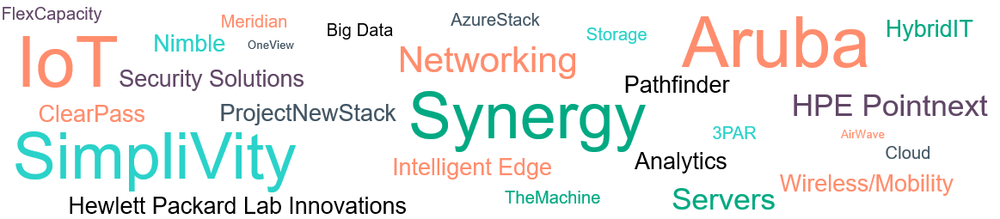 FlexCapacity
Meridian
Big Data
AzureStack
HybridIT
IoT
Nimble
OneView
Storage
Aruba
Networking
Security Solutions
Pathfinder
HPE Pointnext
ClearPass
ProjectNewStack
Synergy
3PAR
AirWave
SimpliVity
Intelligent Edge
Analytics
Cloud
Wireless/Mobility
Hewlett Packard Lab Innovations
TheMachine
Servers